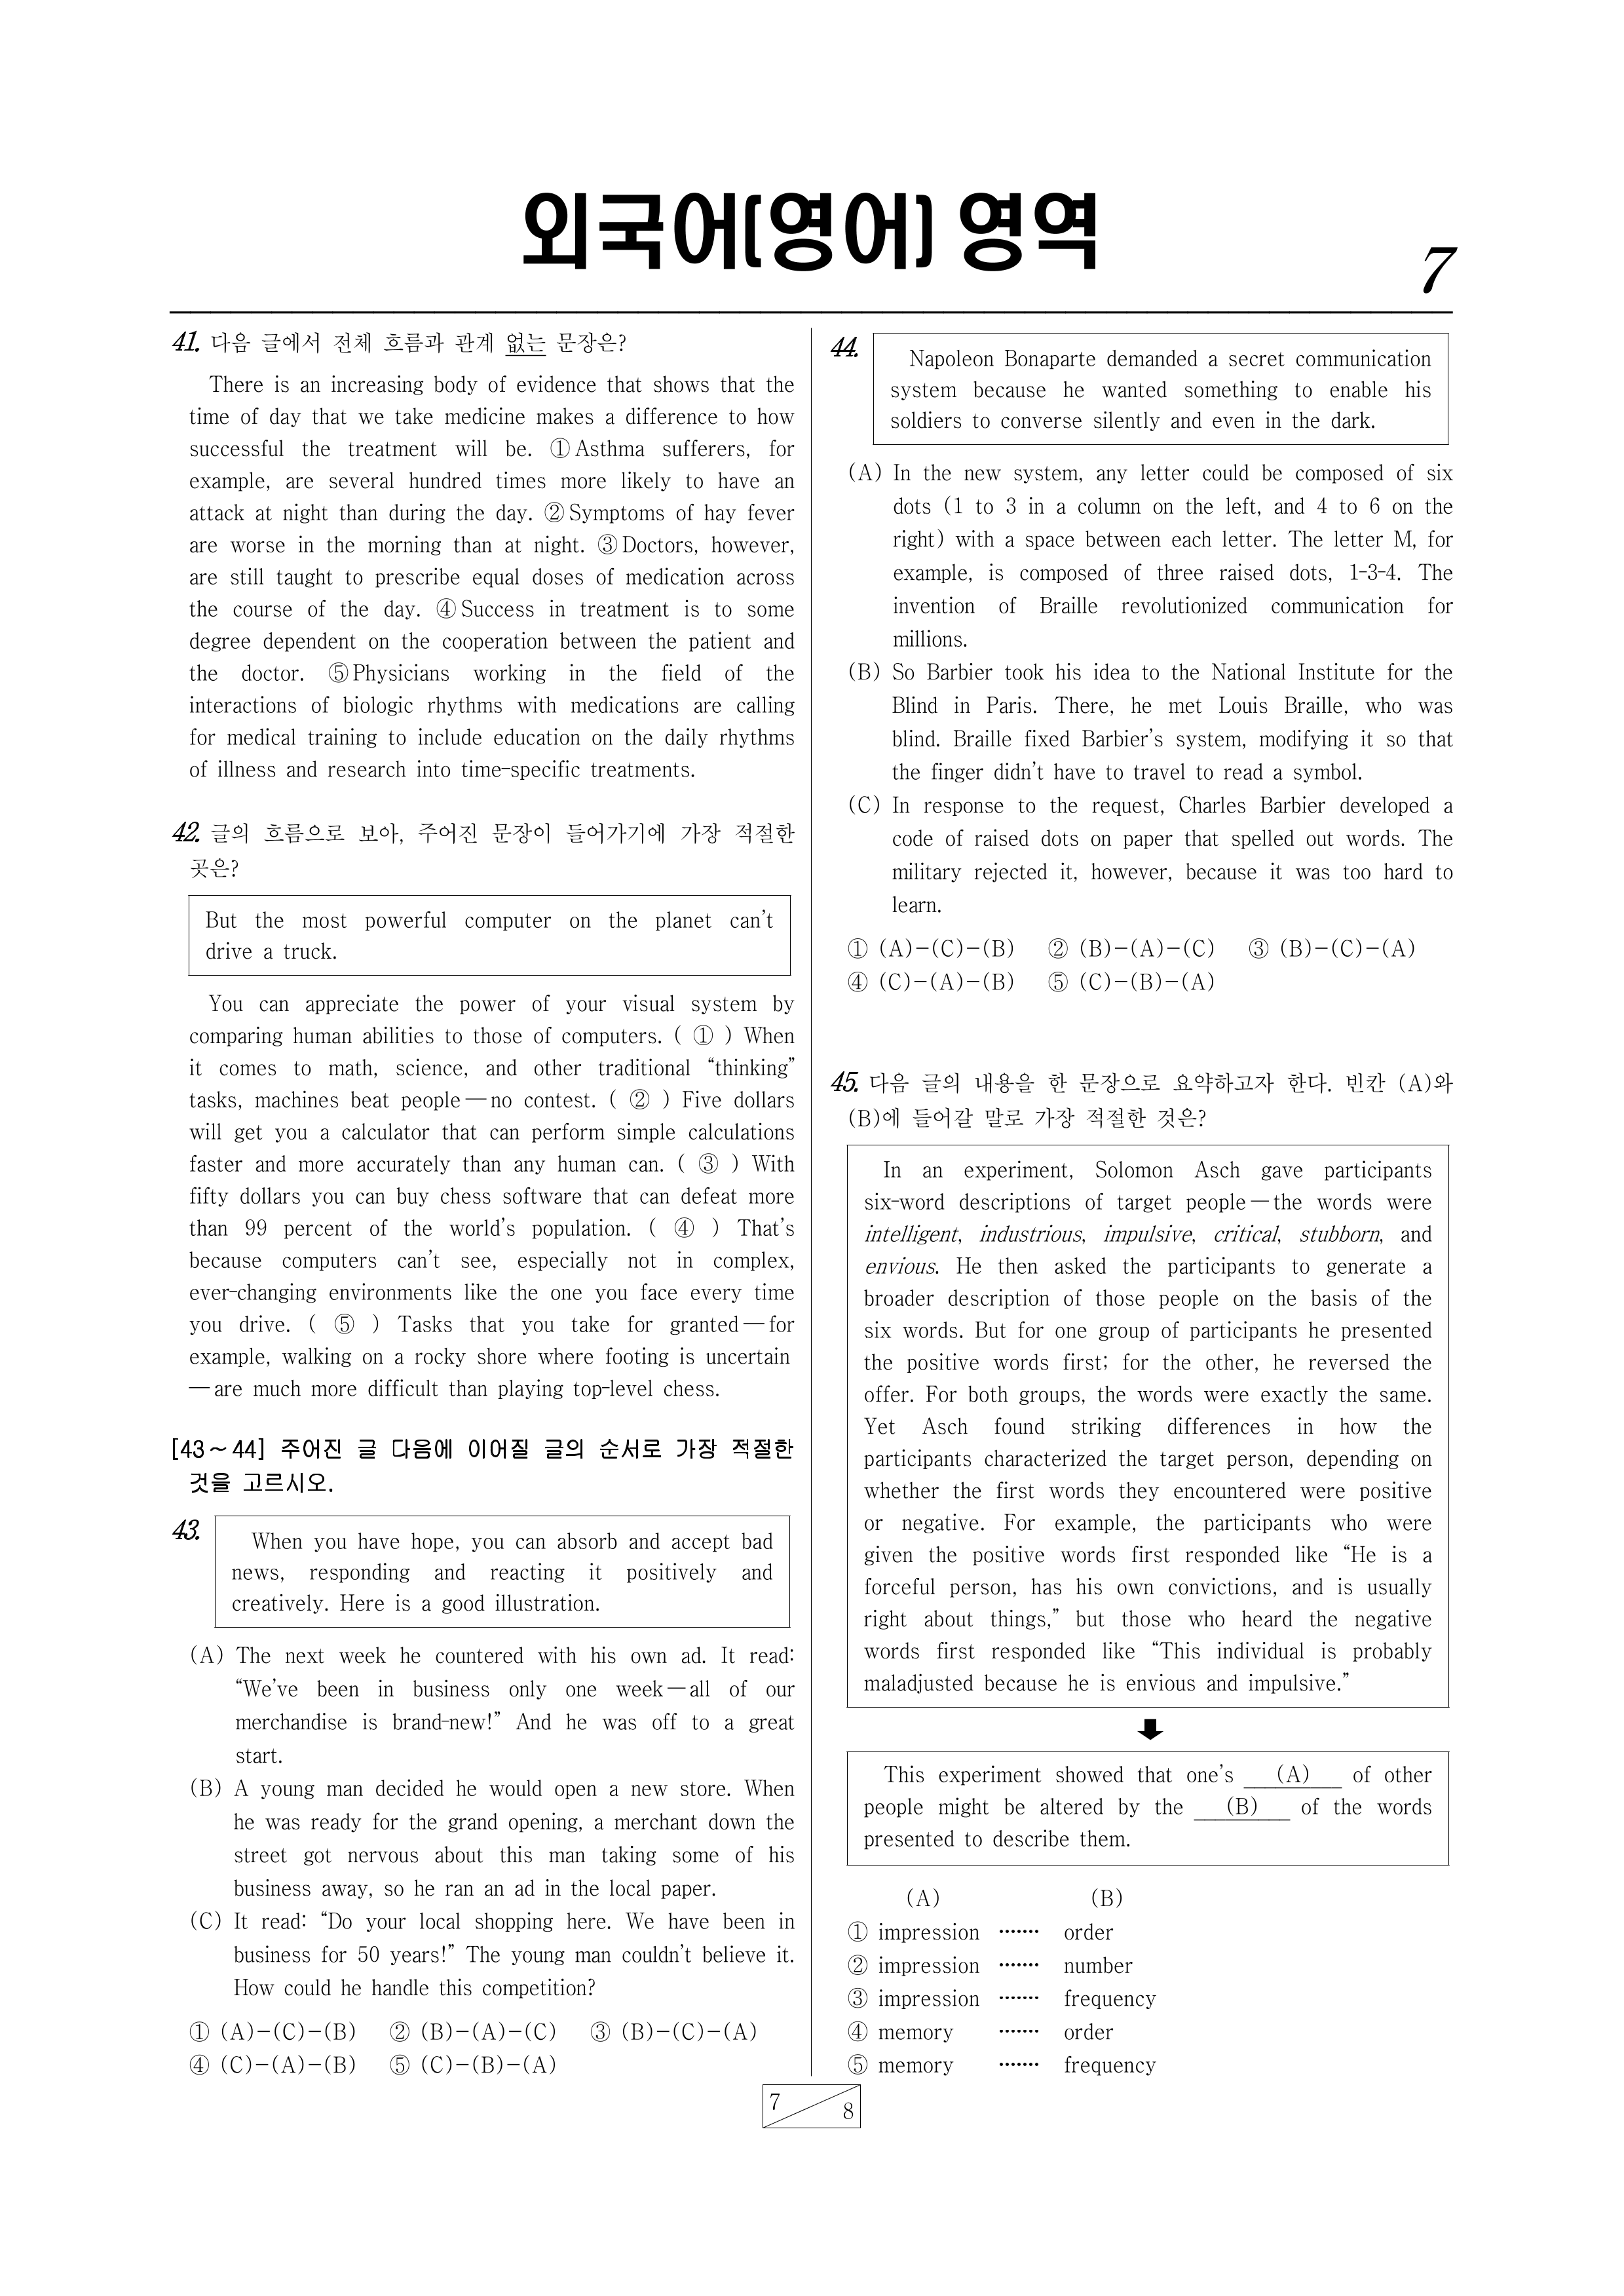 외국어(영어) 영역
7
41. 다음 글에서 전체 흐름과 관계 없는 문장은?
There is an increasing body of evidence that shows that the
time of day that we take medicine makes a difference to how
successful the treatment will be. ① Asthma sufferers, for
example, are several hundred times more likely to have an
attack at night than during the day. ② Symptoms of hay fever
are worse in the morning than at night. ③ Doctors, however,
are still taught to prescribe equal doses of medication across
the course of the day. ④ Success in treatment is to some
degree dependent on the cooperation between the patient and
the doctor. ⑤ Physicians working in the field of the
interactions of biologic rhythms with medications are calling
for medical training to include education on the daily rhythms
of illness and research into time-specific treatments.
42. 글의 흐름으로 보아, 주어진 문장이 들어가기에 가장 적절한
곳은?
But the most powerful computer on the planet can't
drive a truck.
You can appreciate the power of your visual system by
comparing human abilities to those of computers. ( ① ) When
it comes to math, science, and other traditional “thinking”
tasks, machines beat people — no contest. ( ② ) Five dollars
will get you a calculator that can perform simple calculations
faster and more accurately than any human can. ( ③ ) With
fifty dollars you can buy chess software that can defeat more
than 99 percent of the world's population. ( ④ ) That's
because computers can't see, especially not in complex,
ever-changing environments like the one you face every time
you drive. ( ⑤ ) Tasks that you take for granted — for
example, walking on a rocky shore where footing is uncertain
— are much more difficult than playing top-level chess.
[43 ~ 44] 주어진 글 다음에 이어질 글의 순서로 가장 적절한
것을 고르시오.
43.
When you have hope, you can absorb and accept bad
news, responding and reacting it positively and
creatively. Here is a good illustration.
(A) The next week he countered with his own ad. It read:
“We've been in business only one week — all of our
merchandise is brand-new!” And he was off to a great
start.
(B) A young man decided he would open a new store. When
he was ready for the grand opening, a merchant down the
street got nervous about this man taking some of his
business away, so he ran an ad in the local paper.
(C) It read: “Do your local shopping here. We have been in
business for 50 years!” The young man couldn't believe it.
How could he handle this competition?
① (A)-(C)-(B) ② (B)-(A)-(C) ③ (B)-(C)-(A)
④ (C)-(A)-(B) ⑤ (C)-(B)-(A)
44.
Napoleon Bonaparte demanded a secret communication
system because he wanted something to enable his
soldiers to converse silently and even in the dark.
(A) In the new system, any letter could be composed of six
dots (1 to 3 in a column on the left, and 4 to 6 on the
right) with a space between each letter. The letter M, for
example, is composed of three raised dots, 1-3-4. The
invention of Braille revolutionized communication for
millions.
(B) So Barbier took his idea to the National Institute for the
Blind in Paris. There, he met Louis Braille, who was
blind. Braille fixed Barbier's system, modifying it so that
the finger didn't have to travel to read a symbol.
(C) In response to the request, Charles Barbier developed a
code of raised dots on paper that spelled out words. The
military rejected it, however, because it was too hard to
learn.
① (A)-(C)-(B) ② (B)-(A)-(C) ③ (B)-(C)-(A)
④ (C)-(A)-(B) ⑤ (C)-(B)-(A)
45. 다음 글의 내용을 한 문장으로 요약하고자 한다. 빈칸 (A)와
(B)에 들어갈 말로 가장 적절한 것은?
In an experiment, Solomon Asch gave participants
six-word descriptions of target people — the words were
intelligent, industrious, impulsive, critical, stubborn, and
envious. He then asked the participants to generate a
broader description of those people on the basis of the
six words. But for one group of participants he presented
the positive words first; for the other, he reversed the
offer. For both groups, the words were exactly the same.
Yet Asch found striking differences in how the
participants characterized the target person, depending on
whether the first words they encountered were positive
or negative. For example, the participants who were
given the positive words first responded like “He is a
forceful person, has his own convictions, and is usually
right about things,” but those who heard the negative
words first responded like “This individual is probably
maladjusted because he is envious and impulsive.”
This experiment showed that one's (A) of other
people might be altered by the (B) of the words
presented to describe them.
(A) (B)
① impression ······· order
② impression ······· number
③ impression ······· frequency
④ memory ······· order
⑤ memory ······· frequency
7
8